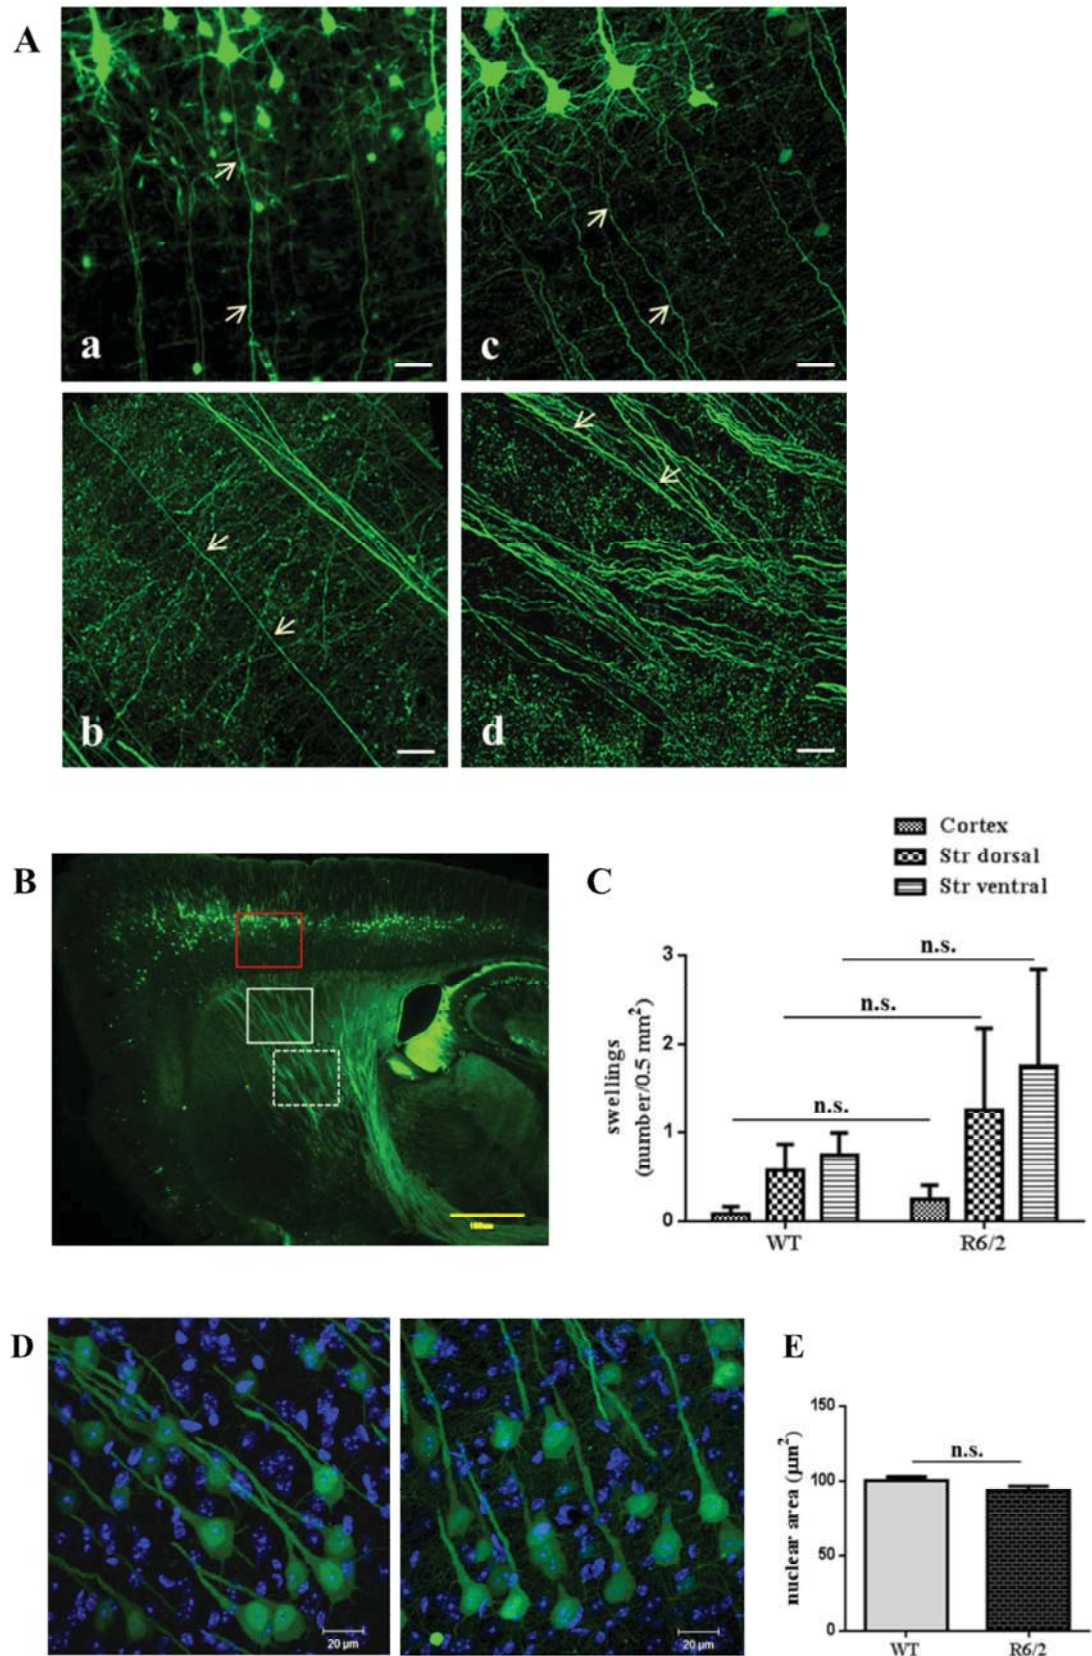 A
a
c
b
d
B
100um
C
Cortex
Str dorsal
Str ventral
swellings
(number/0.5 mm²)
3
2
1
0
n.s.
n.s.
n.s.
WT
R6/2
D
20 µm
20 µm
E
nuclear area (µm²)
150
100
50
0
n.s.
WT
R6/2